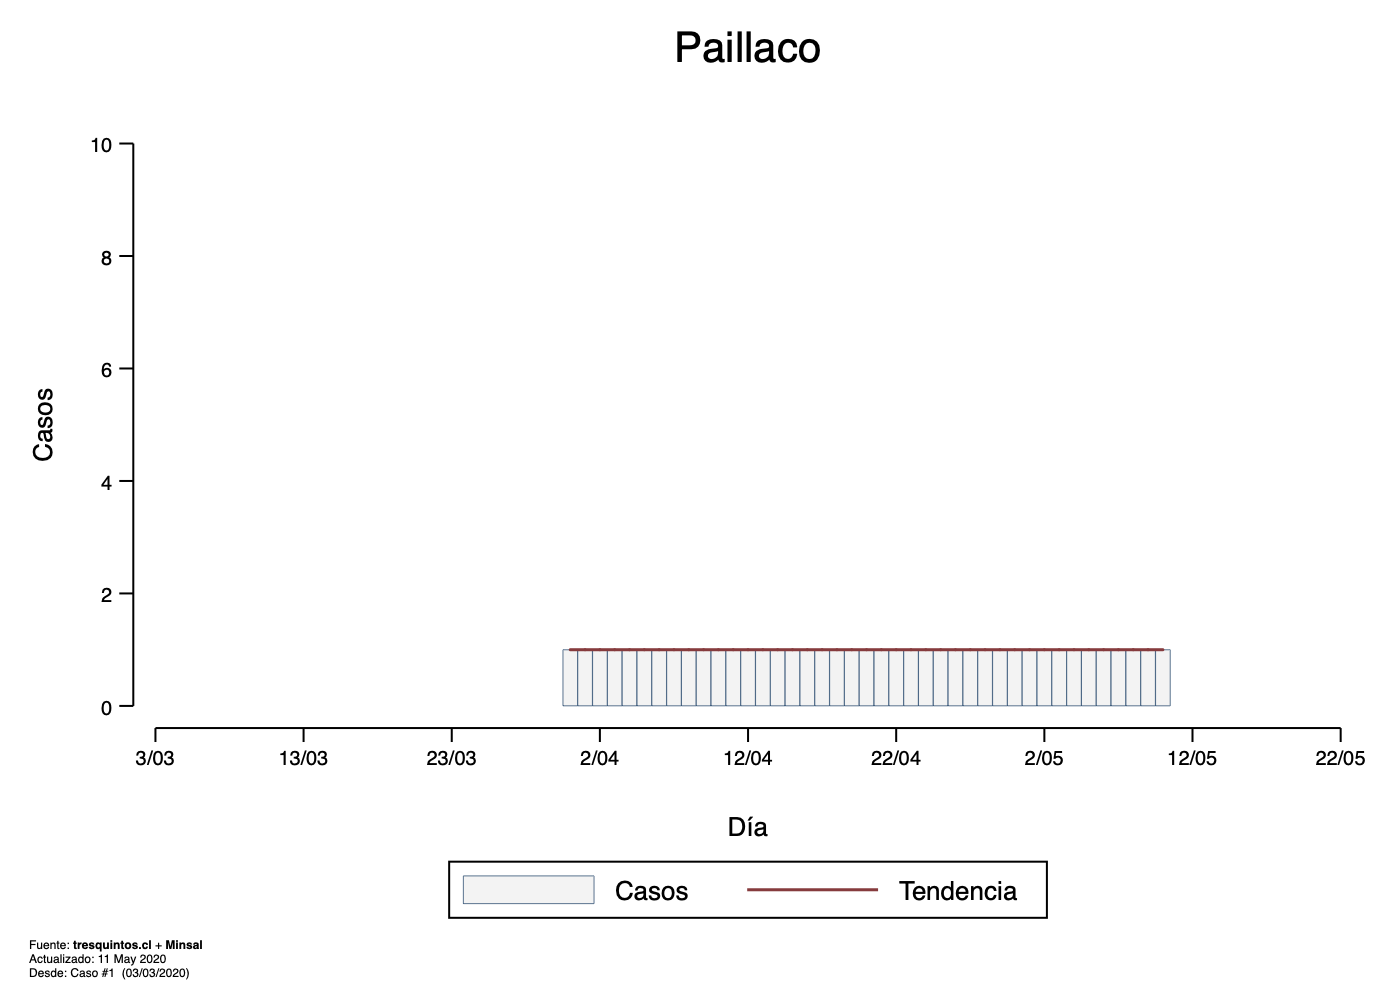 Paillaco
10
8
6
4
2
0
Casos
3/03 13/03 23/03 2/04 12/04 22/04 2/05 12/05 22/05
Día
Casos Tendencia
Fuente: tresquintos.cl + Minsal
Actualizado: 11 May 2020
Desde: Caso #1 (03/03/2020)